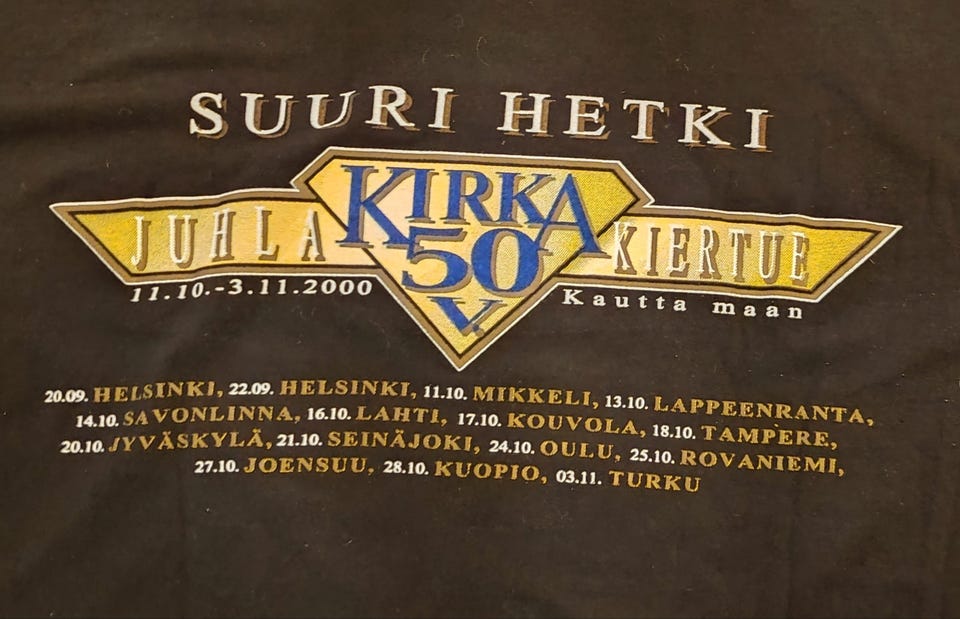 SUURI HETKI
JUHLA KIRKA KIERTUE
50
V.
11.10.-3.11.2000 Kautta maan
20.09. HELSINKI, 22.09. HELSINKI, 11.10. MIKKELI, 13.10. LAPPEENRANTA,
14.10. SAVONLINNA, 16.10. LAHTI, 17.10. KOUVOLA, 18.10. TAMPERE,
20.10. JYVÄSKYLÄ, 21.10. SEINÄJOKI, 24.10. OULU, 25.10. ROVANIEMI,
27.10. JOENSUU, 28.10. KUOPIO, 03.11. TURKU